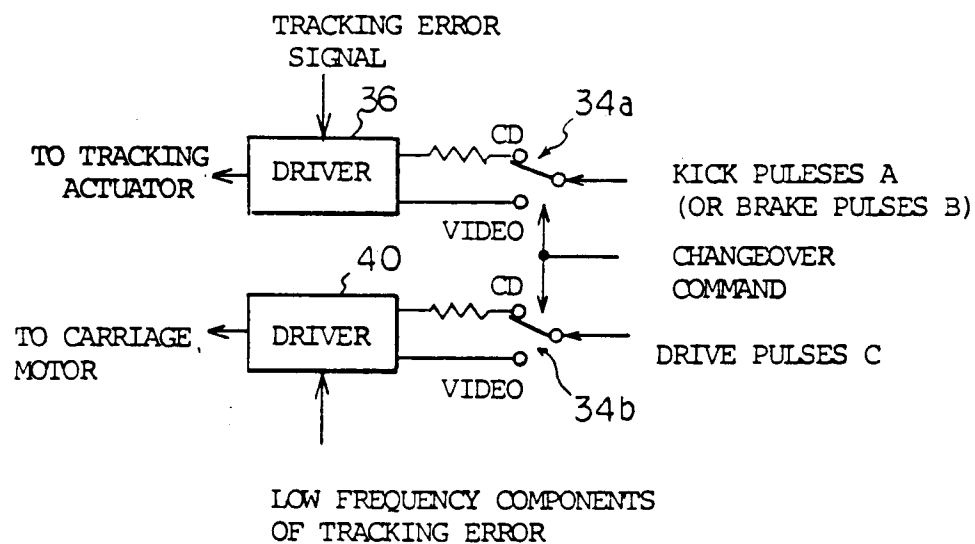 TRACKING ERROR
SIGNAL
36
34a
CD
TO TRACKING
ACTUATOR
DRIVER
KICK PULESES A
(OR BRAKE PULSES B)
VIDEO
40
CHANGEOVER
COMMAND
CD
TO CARRIAGE
MOTOR
DRIVER
DRIVE PULSES C
VIDEO
34b
LOW FREQUENCY COMPONENTS
OF TRACKING ERROR